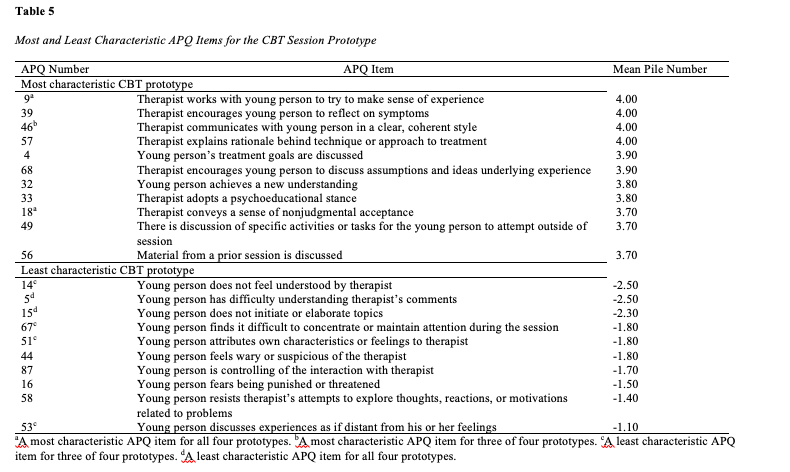 Table 5
Most and Least Characteristic APQ Items for the CBT Session Prototype
APQ Number APQ Item Mean Pile Number
Most characteristic CBT prototype
9a Therapist works with young person to try to make sense of experience 4.00
39 Therapist encourages young person to reflect on symptoms 4.00
46b Therapist communicates with young person in a clear, coherent style 4.00
57 Therapist explains rationale behind technique or approach to treatment 4.00
4 Young person's treatment goals are discussed 3.90
68 Therapist encourages young person to discuss assumptions and ideas underlying experience 3.90
32 Young person achieves a new understanding 3.80
33 Therapist adopts a psychoeducational stance 3.80
18a Therapist conveys a sense of nonjudgmental acceptance 3.70
49 There is discussion of specific activities or tasks for the young person to attempt outside of 3.70
session
56 Material from a prior session is discussed 3.70
Least characteristic CBT prototype
14c Young person does not feel understood by therapist -2.50
5d Young person has difficulty understanding therapist's comments -2.50
15d Young person does not initiate or elaborate topics -2.30
67c Young person finds it difficult to concentrate or maintain attention during the session -1.80
51c Young person attributes own characteristics or feelings to therapist -1.80
44 Young person feels wary or suspicious of the therapist -1.80
87 Young person is controlling of the interaction with therapist -1.70
16 Young person fears being punished or threatened -1.50
58 Young person resists therapist's attempts to explore thoughts, reactions, or motivations -1.40
related to problems
53c Young person discusses experiences as if distant from his or her feelings -1.10
aA most characteristic APQ item for all four prototypes. bA most characteristic APQ item for three of four prototypes. cA least characteristic APQ
item for three of four prototypes. dA least characteristic APQ item for all four prototypes.